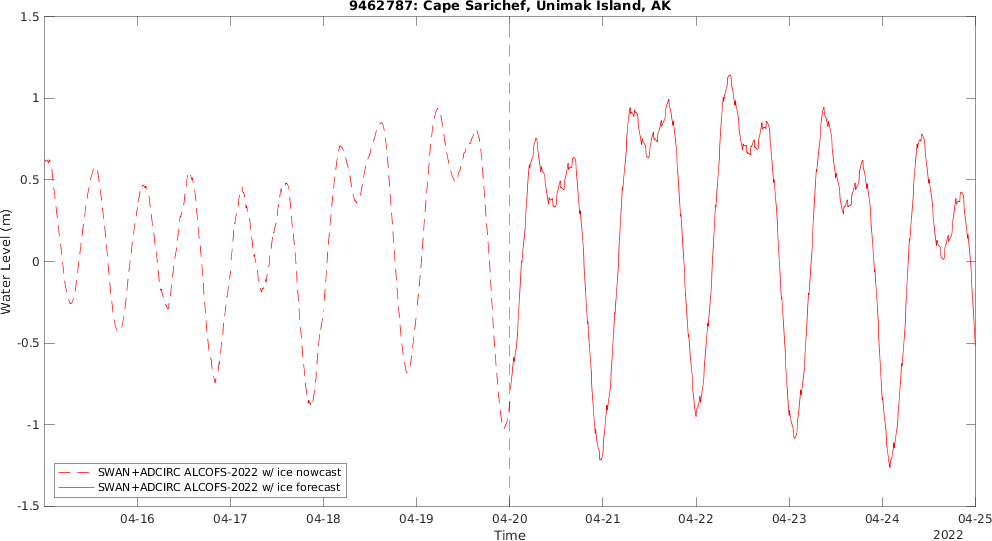 9462787: Cape Sarichef, Unimak Island, AK
1.5
1
0.5
0
-0.5
-1
-1.5
Water Level (m)
SWAN+ADCIRC ALCOFS-2022 w/ ice nowcast
SWAN+ADCIRC ALCOFS-2022 w/ ice forecast
04-16 04-17 04-18 04-19 04-20 04-21 04-22 04-23 04-24 04-25
Time
2022